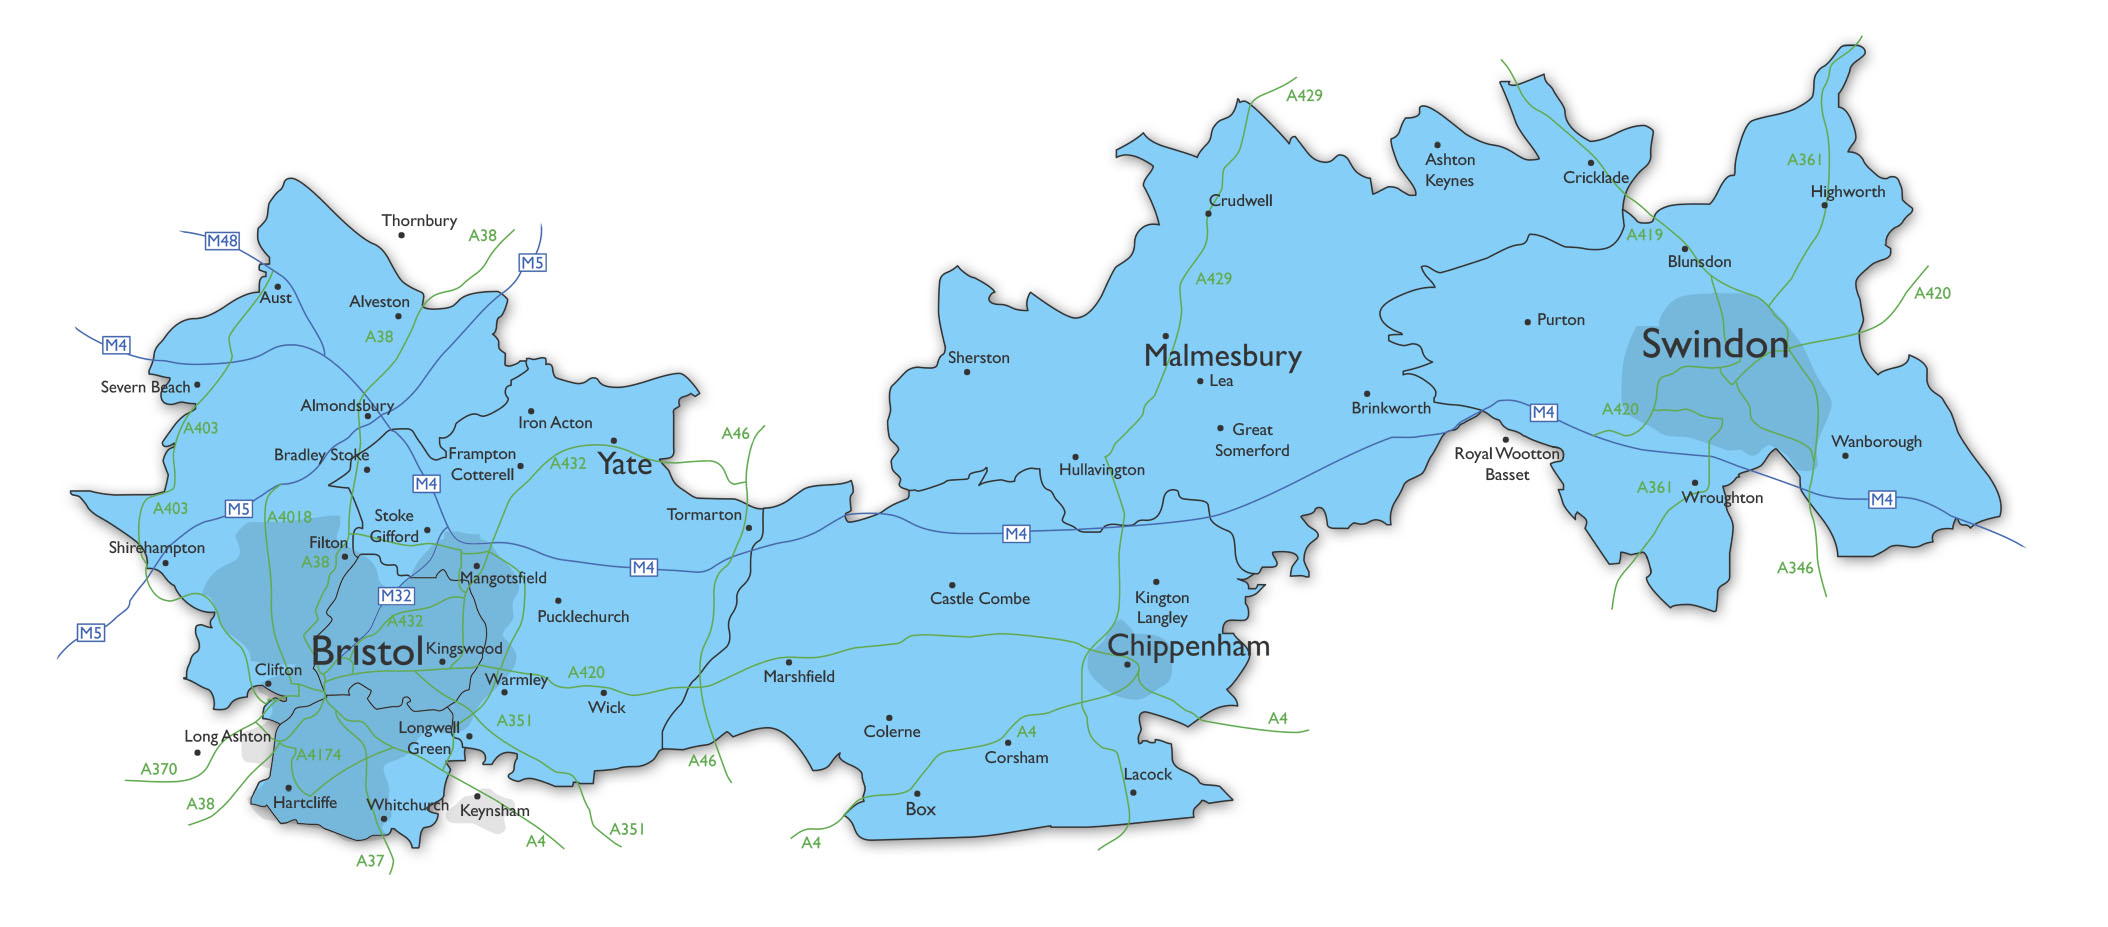 A429
Ashton
Keynes
Cricklade
A361
Highworth
Crudwell
Thornbury
A38
M48
M5
A419
Blunsdon
A429
A420
Aust
Alveston
A38
M4
Purton
Swindon
Malmesbury
Sherston
Lea
Severn Beach
Almondsbury
Brinkworth
A420
M4
Iron Acton
A403
A46
Great
Somerford
Wanborough
Bradley Stoke
Frampton
Cotterell
A432
Yate
Hullavington
Royal Wootton
Basset
M4
A361
Wroughton
M4
A403
M5
A4018
Stoke
Gifford
Tormarton
M4
Shirehampton
Filton
A38
M4
A346
Mangotsfield
M32
Pucklechurch
Castle Combe
Kington
Langley
A432
M5
Bristol
Kingswood
Chippenham
Clifton
Warmley
A420
Marshfield
Wick
Long Ashton
Longwell
Green
A351
Colerne
A4
A4
Corsham
A4174
A46
A370
Lacock
A38
Hartcliffe
Whitchurch
Keynsham
Box
A351
A4
A4
A37